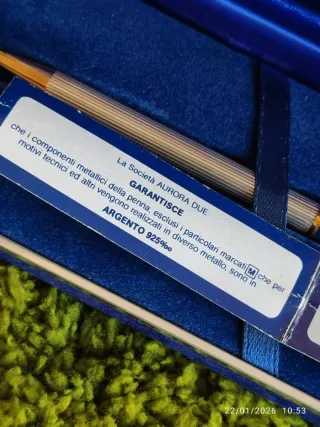 La Società AURORA DUE
GARANTISCE
che i componenti metallici della penna, esclusi i particolari marcati M che per
motivi tecnici ed altri vengono realizzati in diverso metallo, sono in
ARGENTO 925‰
22/01/2026 10:53